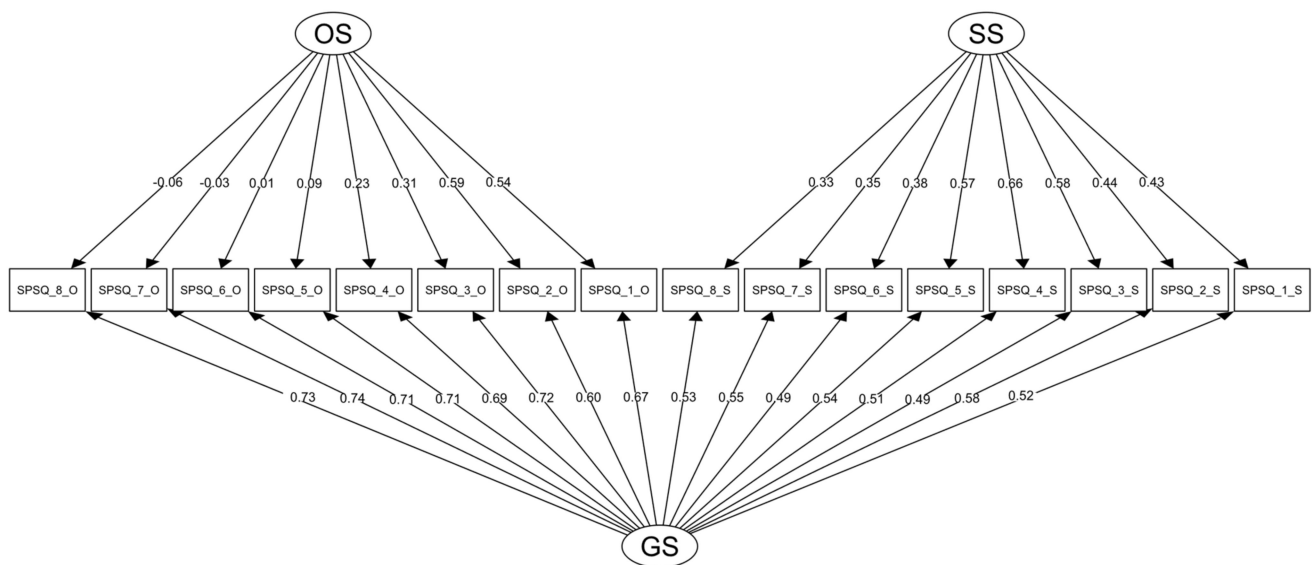 OS SS
-0.06 -0.03 0.01 0.09 0.23 0.31 0.59 0.54 0.33 0.35 0.38 0.57 0.66 0.58 0.44 0.43
SPSQ_8_O SPSQ_7_O SPSQ_6_O SPSQ_5_O SPSQ_4_O SPSQ_3_O SPSQ_2_O SPSQ_1_O SPSQ_8_S SPSQ_7_S SPSQ_6_S SPSQ_5_S SPSQ_4_S SPSQ_3_S SPSQ_2_S SPSQ_1_S
0.73 0.74 0.71 0.71 0.69 0.72 0.60 0.67 0.53 0.55 0.49 0.54 0.51 0.49 0.58 0.52
GS